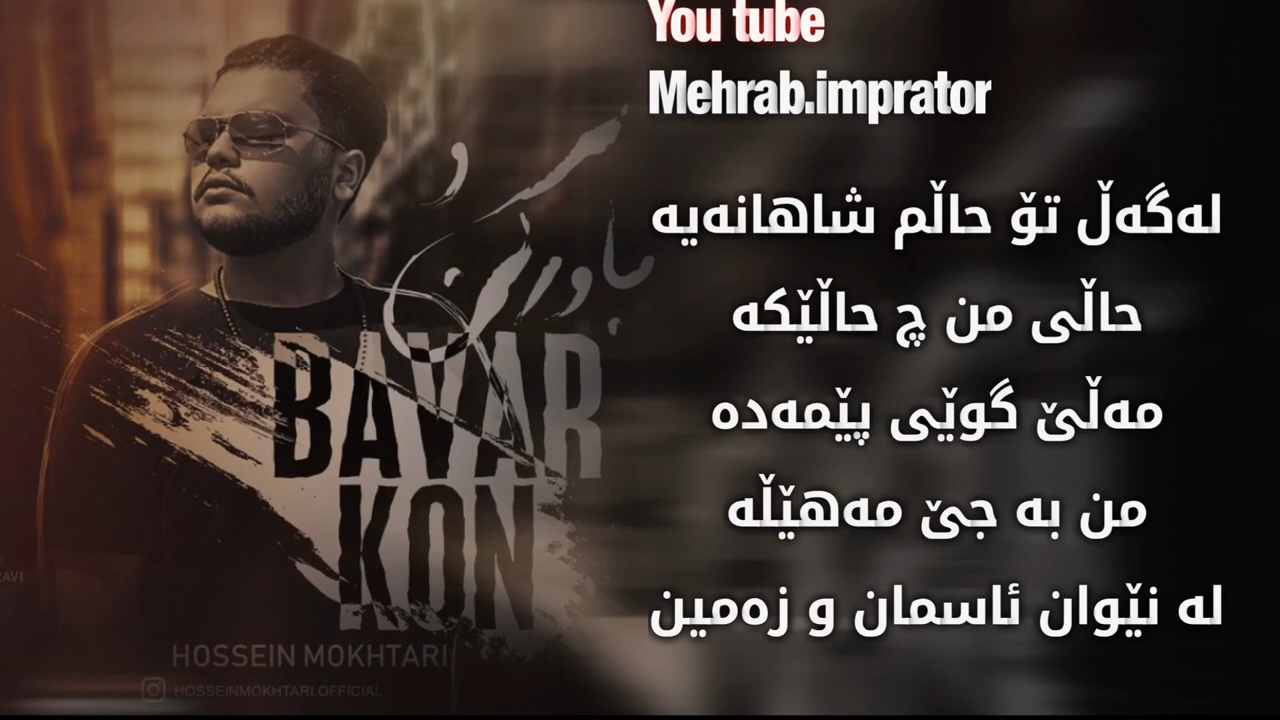 You tube
Mehrab.imprator
لەگەڵ تۆ حاڵم شاهانەیە
حاڵی من چ حاڵێکە
مەڵێ گوێی پێمەدە
من بە جێ مەهێڵە
لە نێوان ئاسمان و زەمین
باور کن
BAVAR
KON
RAVI
HOSSEIN MOKHTARI
HOSSEINMOKHTARI.OFFICIAL